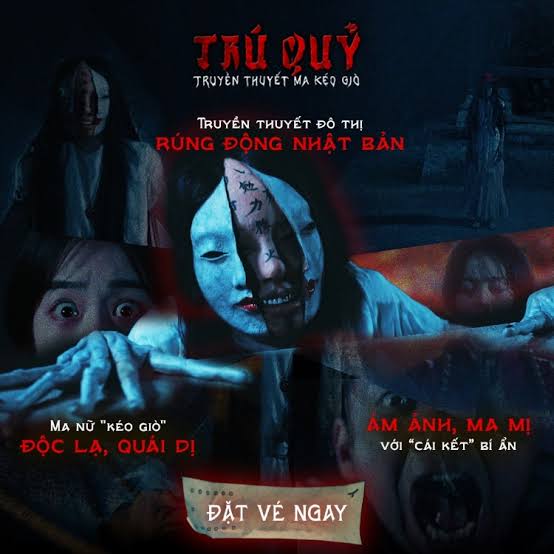 TRÚ QUỶ
TRUYỀN THUYẾT MA KÉO GIÒ
TRUYỀN THUYẾT ĐÔ THỊ
RÚNG ĐỘNG NHẬT BẢN
MA NỮ "KÉO GIÒ"
ĐỘC LẠ, QUÁI DỊ
ÁM ẢNH, MA MỊ
VỚI “CÁI KẾT” BÍ ẨN
ĐẶT VÉ NGAY